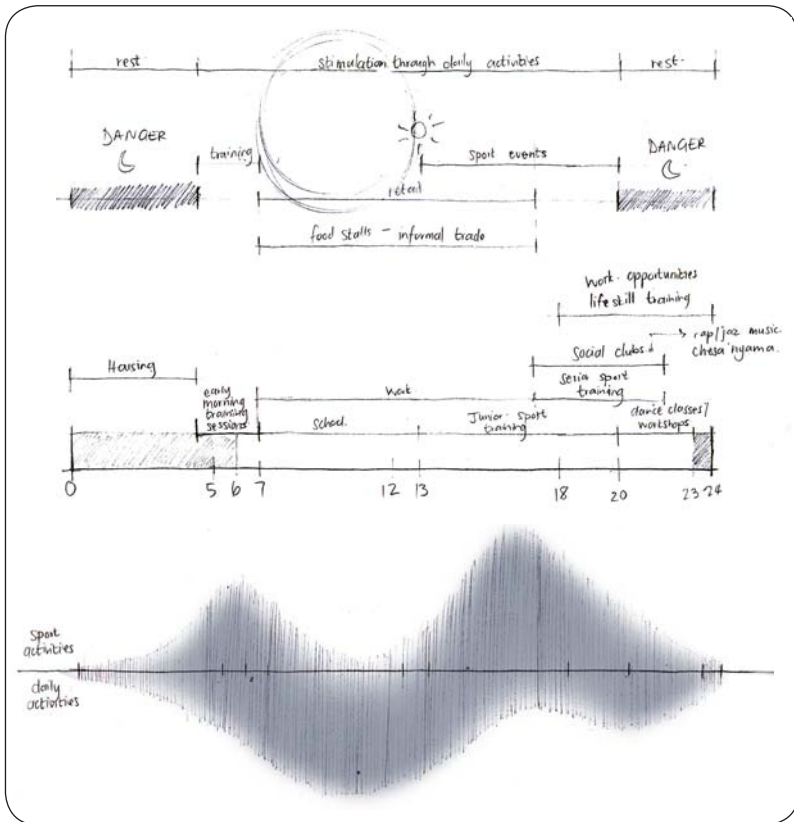 rest
stimulation through daily activities
rest
DANGER
training
sport events
DANGER
retail
food stalls - informal trade
work opportunities
life skill training
rap/jaz music
chesa'nyama.
Social clubs
Housing
early
morning
training
sessions
work
senior sport
training
school
Junior sport
training
dance classes/
workshops
0 5 6 7 12 13 18 20 23 24
sport
activities
daily
activities